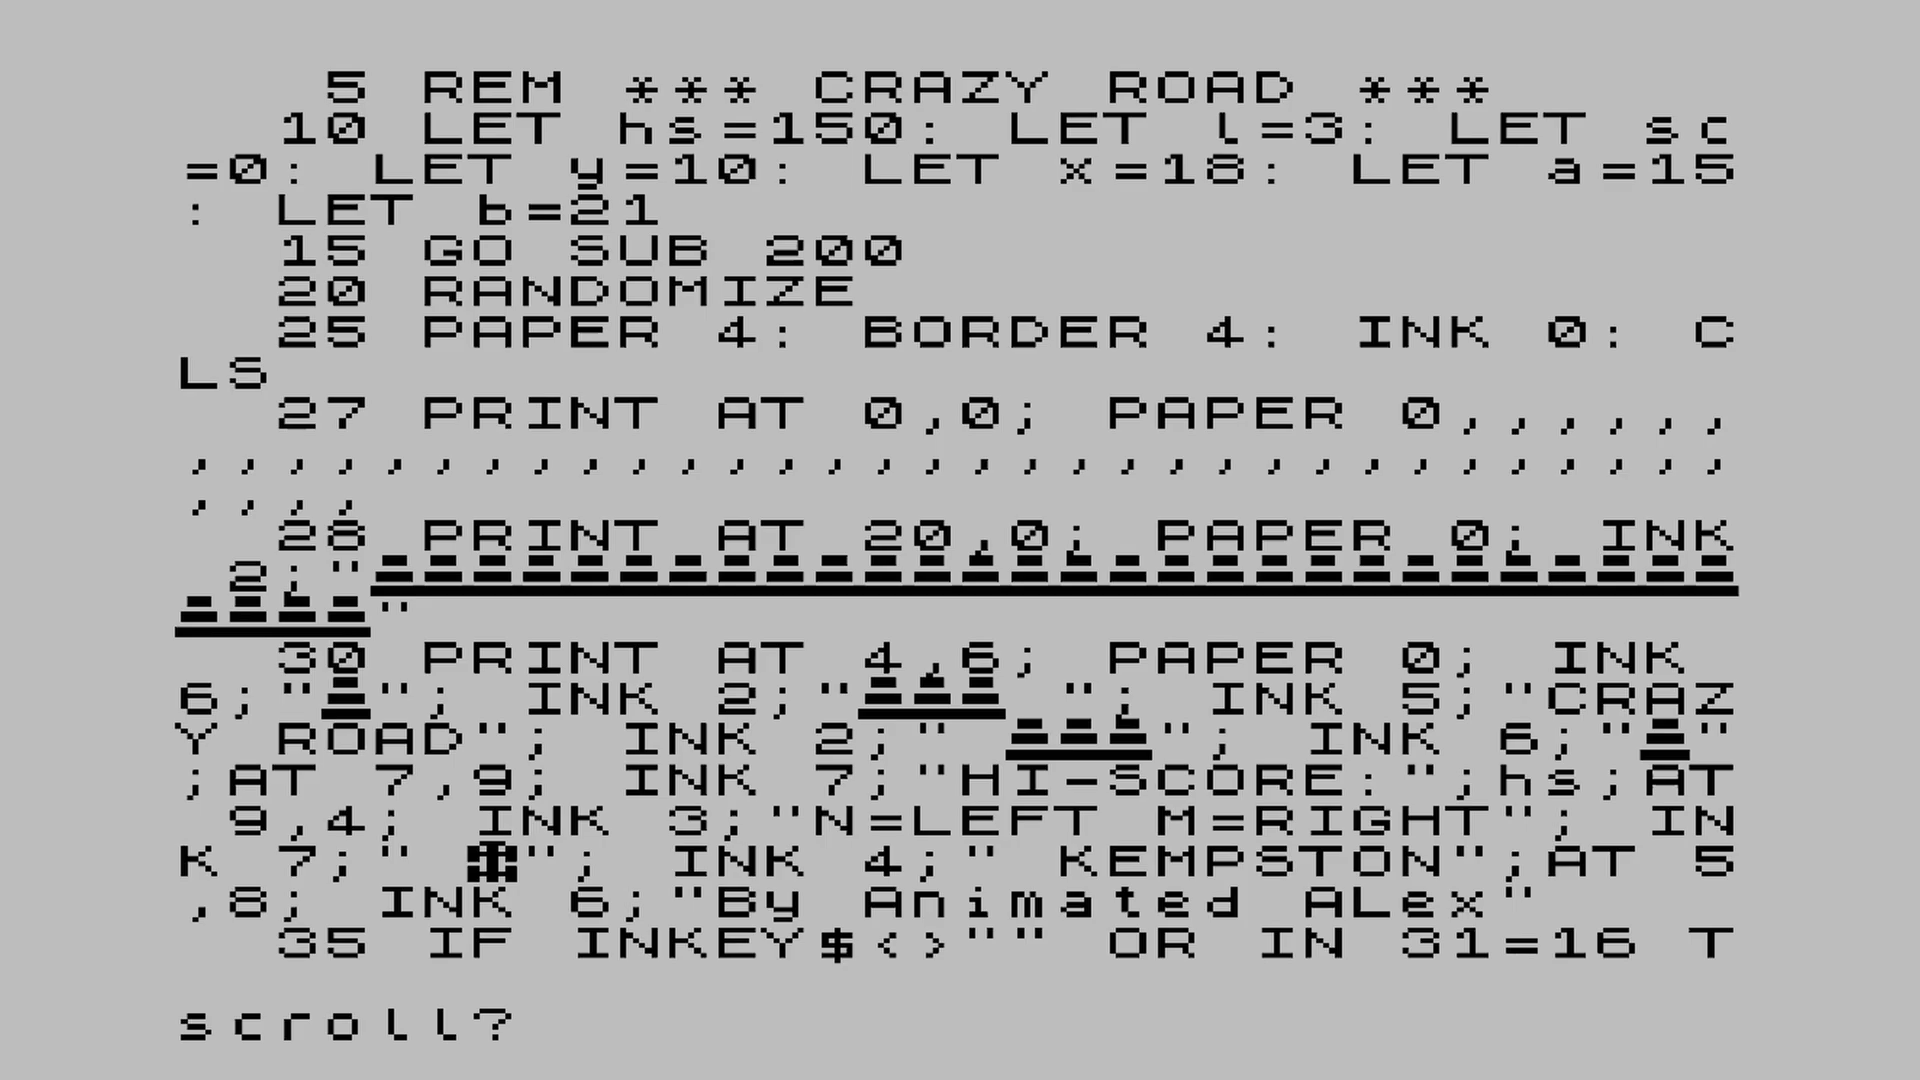 5 REM *** CRAZY ROAD ***
10 LET hs=150: LET l=3: LET sc
=0: LET y=10: LET x=18: LET a=15
: LET b=21
15 GO SUB 200
20 RANDOMIZE
25 PAPER 4: BORDER 4: INK 0: C
LS
27 PRINT AT 0,0; PAPER 0,,,,,,
,,,,,,,,,,,,,,,,,,,,,,,,,,,,,,,,
,,,,
28 PRINT AT 20,0; PAPER 0; INK
2;"
"
30 PRINT AT 4,6; PAPER 0; INK
6;" "; INK 2;" "; INK 5;"CRAZ
Y ROAD"; INK 2;" "; INK 6;" "
;AT 7,9; INK 7;"HI-SCORE:";hs;AT
9,4; INK 3;"N=LEFT M=RIGHT"; IN
K 7;" "; INK 4;" KEMPSTON";AT 5
,8; INK 6;"By Animated ALex"
35 IF INKEY$<>"" OR IN 31=16 T
scroll?